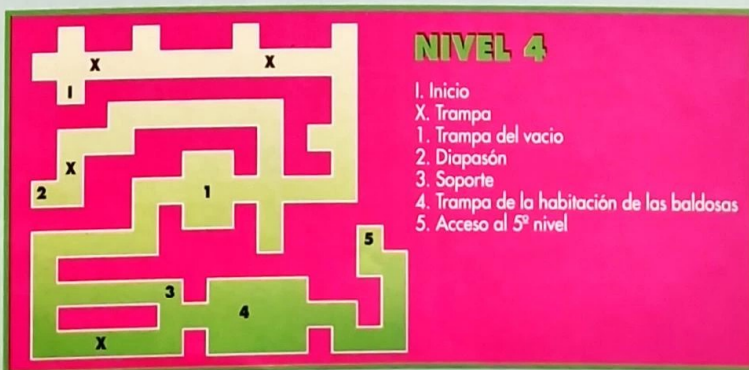 NIVEL 4
I. Inicio
X. Trampa
1. Trampa del vacio
2. Diapasón
3. Soporte
4. Trampa de la habitación de las baldosas
5. Acceso al 5º nivel
X
X
I
X
2
1
5
3
4
X